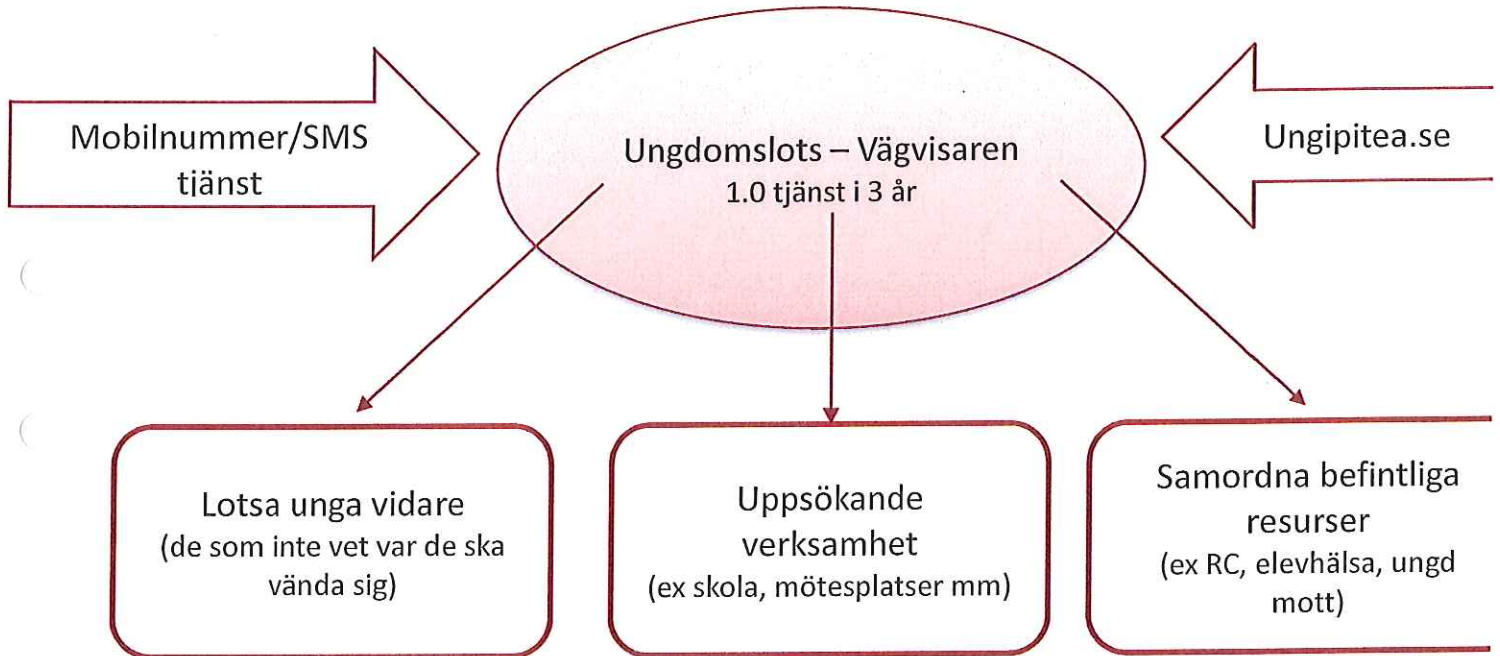 Mobilnummer/SMS
tjänst
Ungdomslots – Vägvisaren
1.0 tjänst i 3 år
Ungipitea.se
Lotsa unga vidare
(de som inte vet var de ska
vända sig)
Uppsökande
verksamhet
(ex skola, mötesplatser mm)
Samordna befintliga
resurser
(ex RC, elevhälsa, ungd
mott)